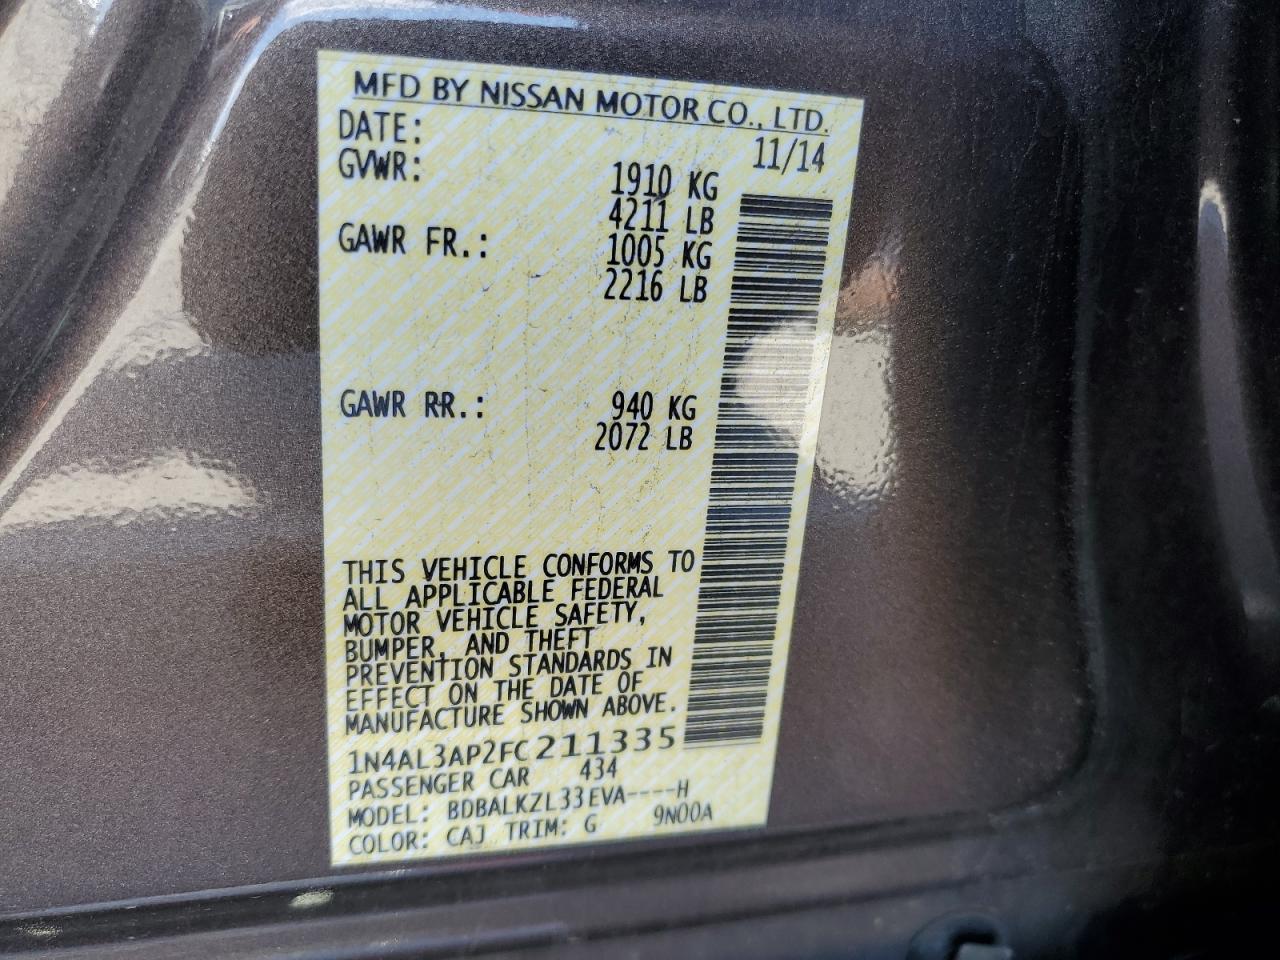 MFD BY NISSAN MOTOR CO., LTD.
DATE: 11/14
GVWR: 1910 KG
4211 LB
GAWR FR.: 1005 KG
2216 LB
GAWR RR.: 940 KG
2072 LB
THIS VEHICLE CONFORMS TO
ALL APPLICABLE FEDERAL
MOTOR VEHICLE SAFETY,
BUMPER, AND THEFT
PREVENTION STANDARDS IN
EFFECT ON THE DATE OF
MANUFACTURE SHOWN ABOVE.
1N4AL3AP2FC211335
PASSENGER CAR 434
MODEL: BDBALKZL33EVA----H
COLOR: CAJ TRIM: G 9N00A